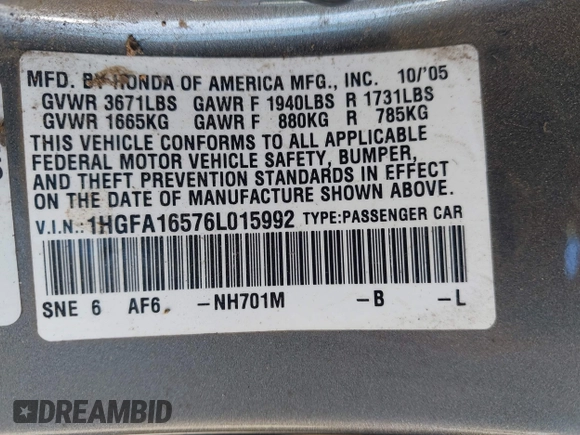 MFD. BY HONDA OF AMERICA MFG., INC. 10/'05
GVWR 3671LBS GAWR F 1940LBS R 1731LBS
GVWR 1665KG GAWR F 880KG R 785KG
THIS VEHICLE CONFORMS TO ALL APPLICABLE
FEDERAL MOTOR VEHICLE SAFETY, BUMPER,
AND THEFT PREVENTION STANDARDS IN EFFECT
ON THE DATE OF MANUFACTURE SHOWN ABOVE.
V.I.N.: 1HGFA16576L015992 TYPE:PASSENGER CAR
SNE 6 AF6 -NH701M -B -L
DREAMBID